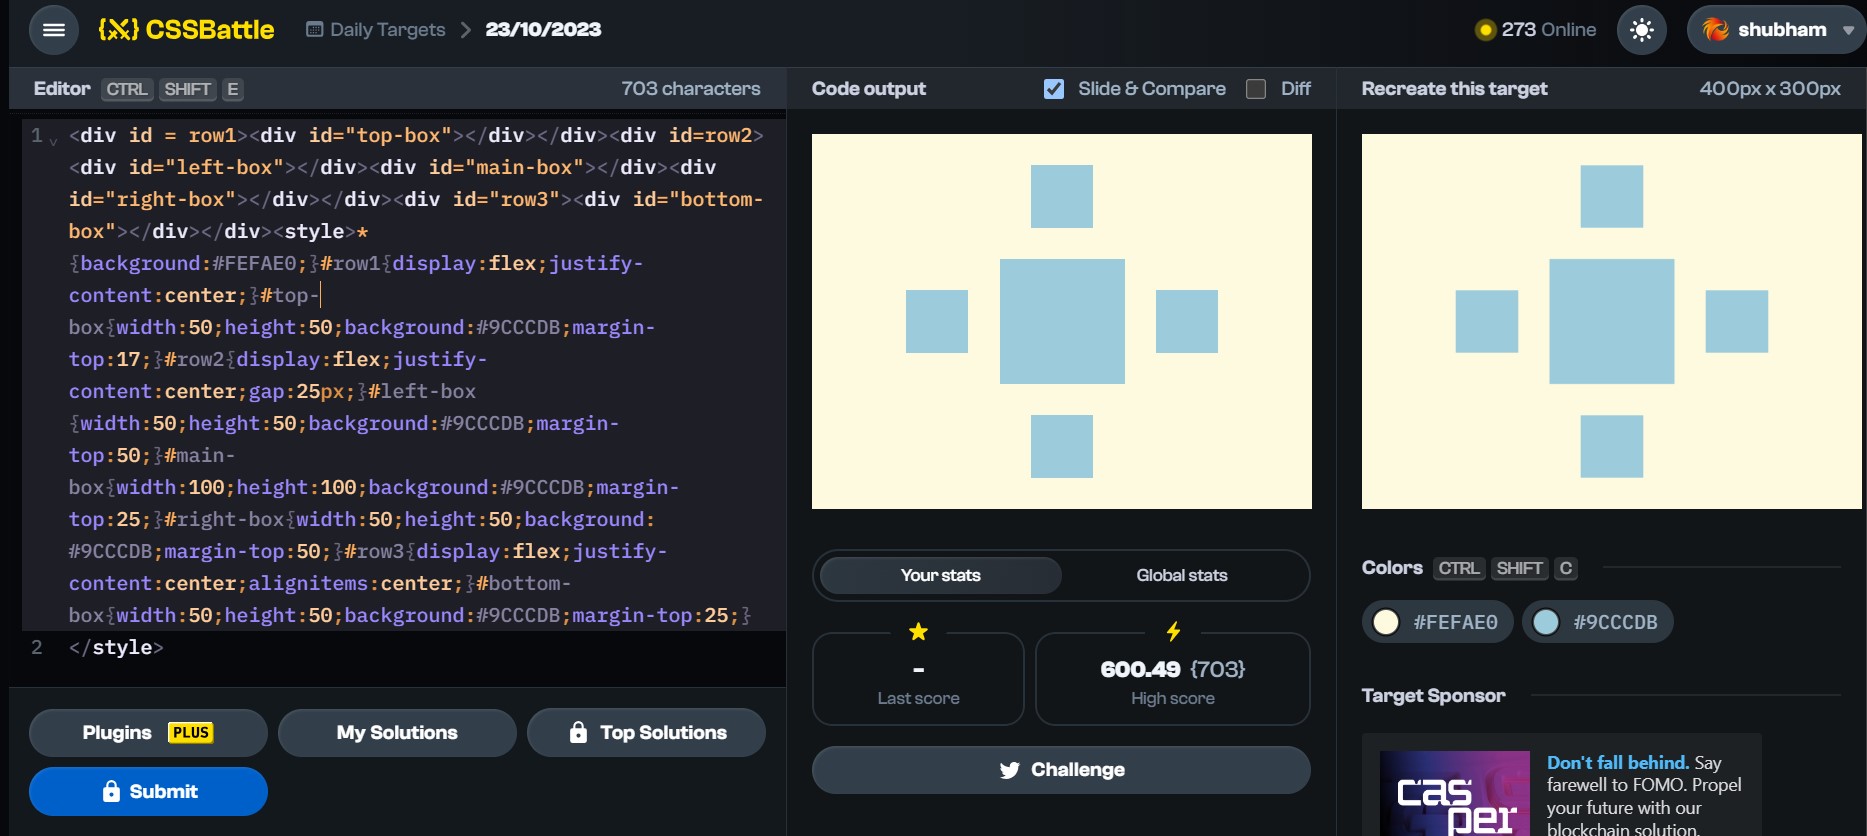 CSSBattle
Daily Targets
23/10/2023
273 Online
shubham
Editor CTRL SHIFT E
703 characters
Code output
Slide & Compare
Diff
Recreate this target
400px x 300px
1 <div id = row1><div id="top-box"></div></div><div id=row2>
<div id="left-box"></div><div id="main-box"></div><div
id="right-box"></div></div><div id="row3"><div id="bottom-
box"></div></div><style>*
{background:#FEFAE0;}#row1{display:flex;justify-
content:center;}#top-
box{width:50;height:50;background:#9CCCDB;margin-
top:17;}#row2{display:flex;justify-
content:center;gap:25px;}#left-box
{width:50;height:50;background:#9CCCDB;margin-
top:50;}#main-
box{width:100;height:100;background:#9CCCDB;margin-
top:25;}#right-box{width:50;height:50;background:
#9CCCDB;margin-top:50;}#row3{display:flex;justify-
content:center;alignitems:center;}#bottom-
box{width:50;height:50;background:#9CCCDB;margin-top:25;}
2 </style>
Your stats
Global stats
-
Last score
600.49 {703}
High score
Challenge
Plugins PLUS
My Solutions
Top Solutions
Submit
Colors CTRL SHIFT C
#FEFAE0
#9CCCDB
Target Sponsor
cas
per
Don't fall behind. Say
farewell to FOMO. Propel
your future with our
blockchain solution.